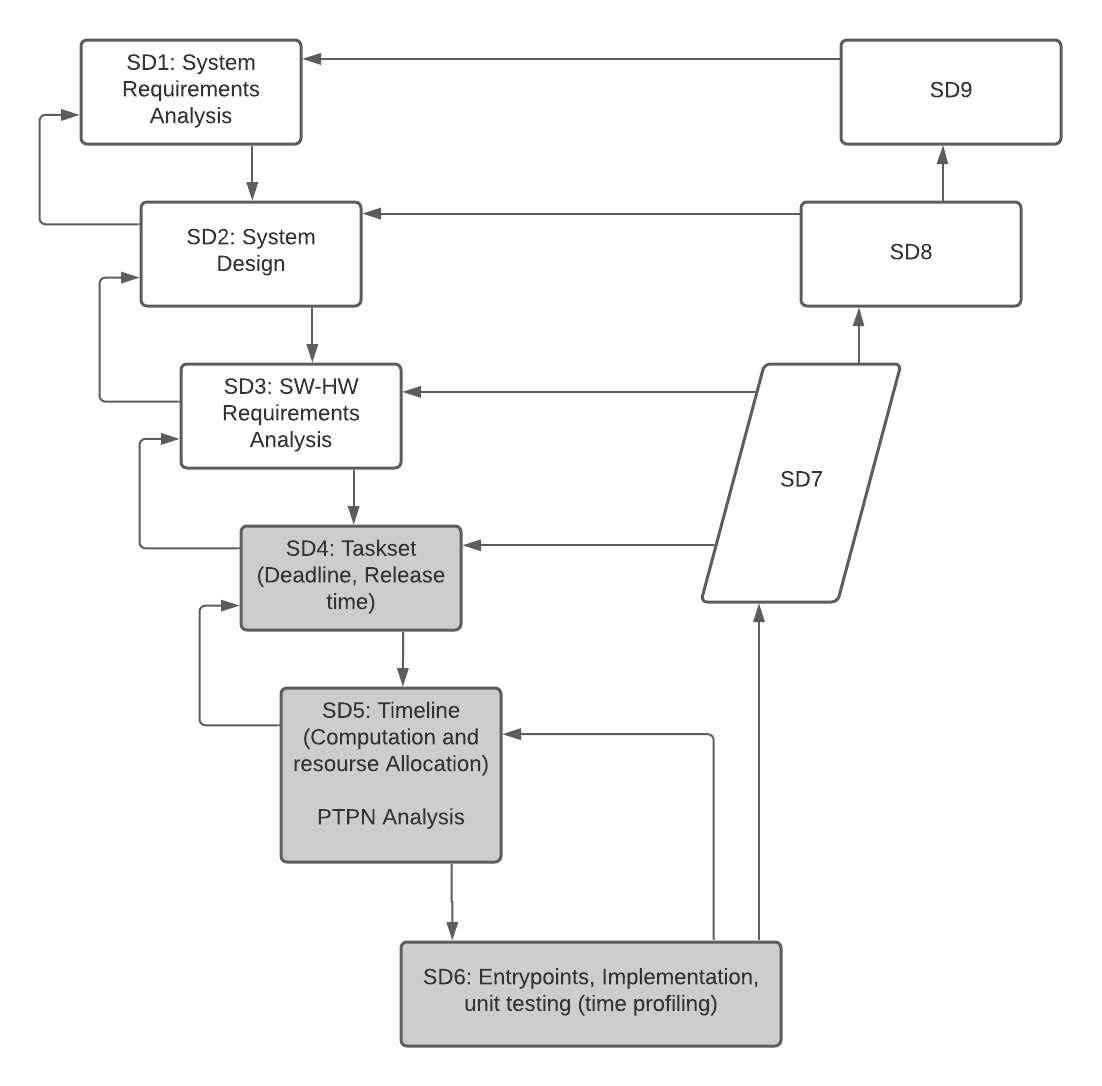 SD1: System
Requirements
Analysis
SD9
SD2: System
Design
SD8
SD3: SW-HW
Requirements
Analysis
SD7
SD4: Taskset
(Deadline, Release
time)
SD5: Timeline
(Computation and
resourse Allocation)
PTPN Analysis
SD6: Entrypoints, Implementation,
unit testing (time profiling)